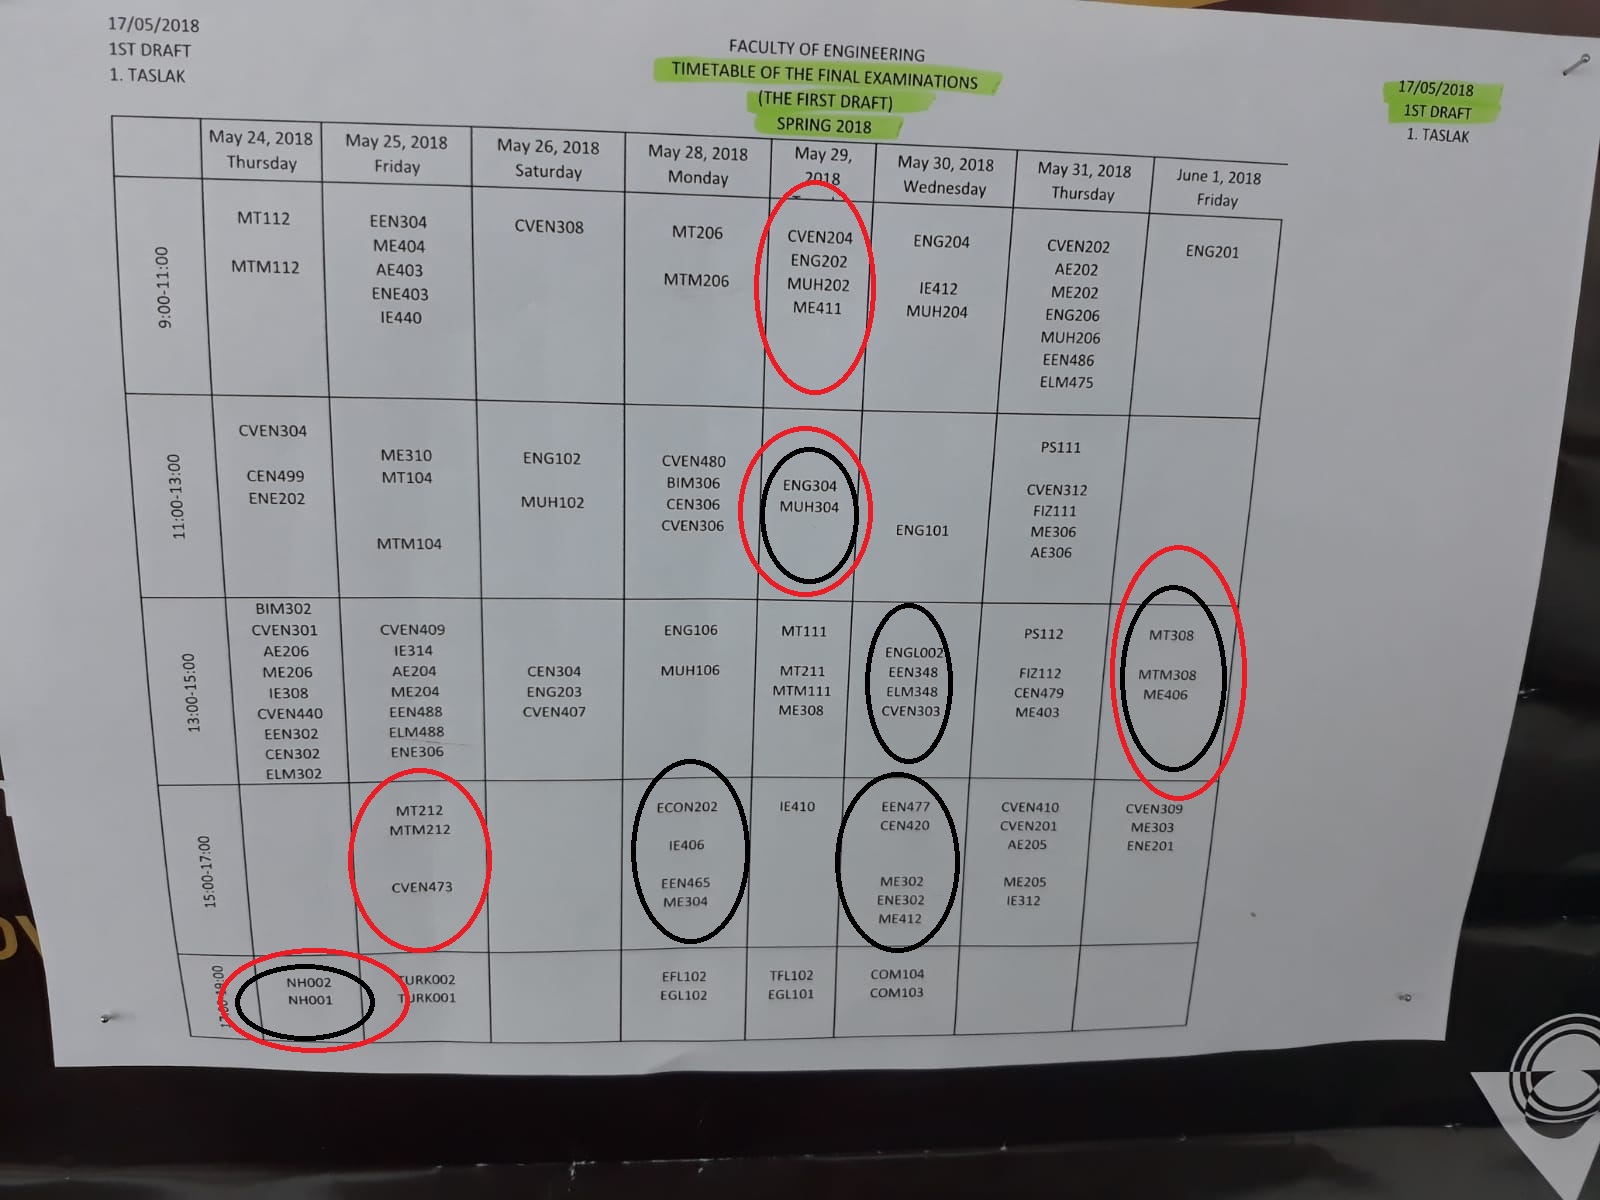 17/05/2018
1ST DRAFT
1. TASLAK
FACULTY OF ENGINEERING
TIMETABLE OF THE FINAL EXAMINATIONS
(THE FIRST DRAFT)
SPRING 2018
17/05/2018
1ST DRAFT
1. TASLAK
May 24, 2018
Thursday
May 25, 2018
Friday
May 26, 2018
Saturday
May 28, 2018
Monday
May 29,
2018
May 30, 2018
Wednesday
May 31, 2018
Thursday
June 1, 2018
Friday
9:00-11:00
MT112
MTM112
EEN304
ME404
AE403
ENE403
IE440
CVEN308
MT206
MTM206
CVEN204
ENG202
MUH202
ME411
ENG204
IE412
MUH204
CVEN202
AE202
ME202
ENG206
MUH206
EEN486
ELM475
ENG201
11:00-13:00
CVEN304
CEN499
ENE202
ME310
MT104
MTM104
ENG102
MUH102
CVEN480
BIM306
CEN306
CVEN306
ENG304
MUH304
ENG101
PS111
CVEN312
FIZ111
ME306
AE306
13:00-15:00
BIM302
CVEN301
AE206
ME206
IE308
CVEN440
EEN302
CEN302
ELM302
CVEN409
IE314
AE204
ME204
EEN488
ELM488
ENE306
CEN304
ENG203
CVEN407
ENG106
MUH106
MT111
MT211
MTM111
ME308
ENGL002
EEN348
ELM348
CVEN303
PS112
FIZ112
CEN479
ME403
MT308
MTM308
ME406
15:00-17:00
MT212
MTM212
CVEN473
ECON202
IE406
EEN465
ME304
IE410
EEN477
CEN420
ME302
ENE302
ME412
CVEN410
CVEN201
AE205
ME205
IE312
CVEN309
ME303
ENE201
NH002
NH001
TURK002
TURK001
EFL102
EGL102
TFL102
EGL101
COM104
COM103